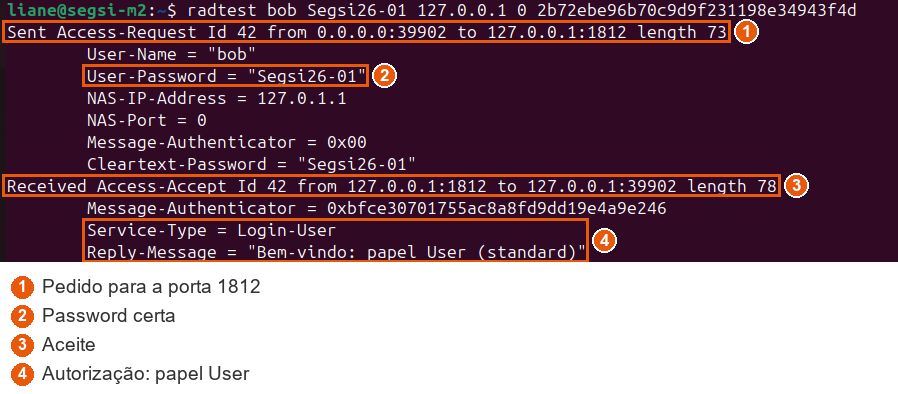 liane@segsi-m2:~$ radtest bob Segsi26-01 127.0.0.1 0 2b72ebe96b70c9d9f231198e34943f4d
Sent Access-Request Id 42 from 0.0.0.0:39902 to 127.0.0.1:1812 length 73 1
User-Name = "bob"
User-Password = "Segsi26-01" 2
NAS-IP-Address = 127.0.1.1
NAS-Port = 0
Message-Authenticator = 0x00
Cleartext-Password = "Segsi26-01"
Received Access-Accept Id 42 from 127.0.0.1:1812 to 127.0.0.1:39902 length 78 3
Message-Authenticator = 0xbfce30701755ac8a8fd9dd19e4a9e246
Service-Type = Login-User
Reply-Message = "Bem-vindo: papel User (standard)" 4
1 Pedido para a porta 1812
2 Password certa
3 Aceite
4 Autorização: papel User